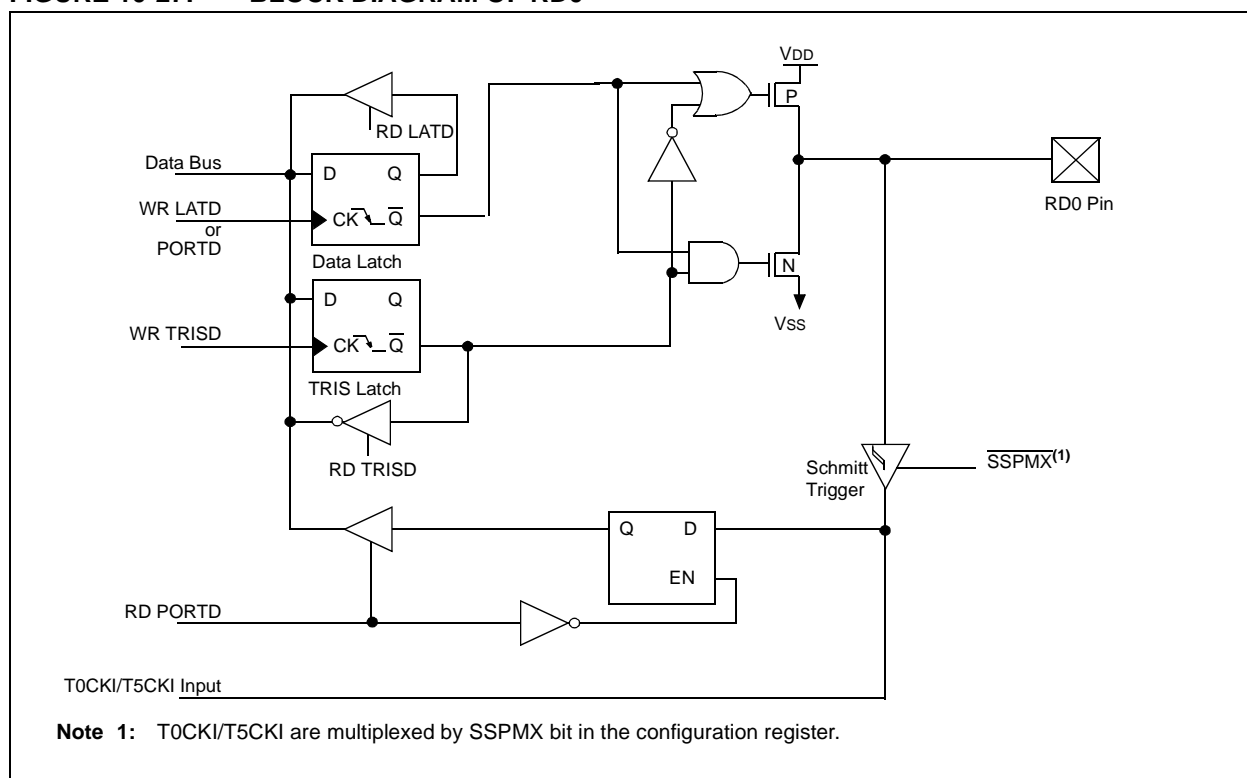 VDD
P
RD LATD
Data Bus
D Q
RD0 Pin
WR LATD
or
PORTD
CK Q
Data Latch
N
VSS
D Q
WR TRISD
CK Q
TRIS Latch
RD TRISD
Schmitt
Trigger
SSPMX(1)
Q D
EN
RD PORTD
T0CKI/T5CKI Input
Note 1: T0CKI/T5CKI are multiplexed by SSPMX bit in the configuration register.